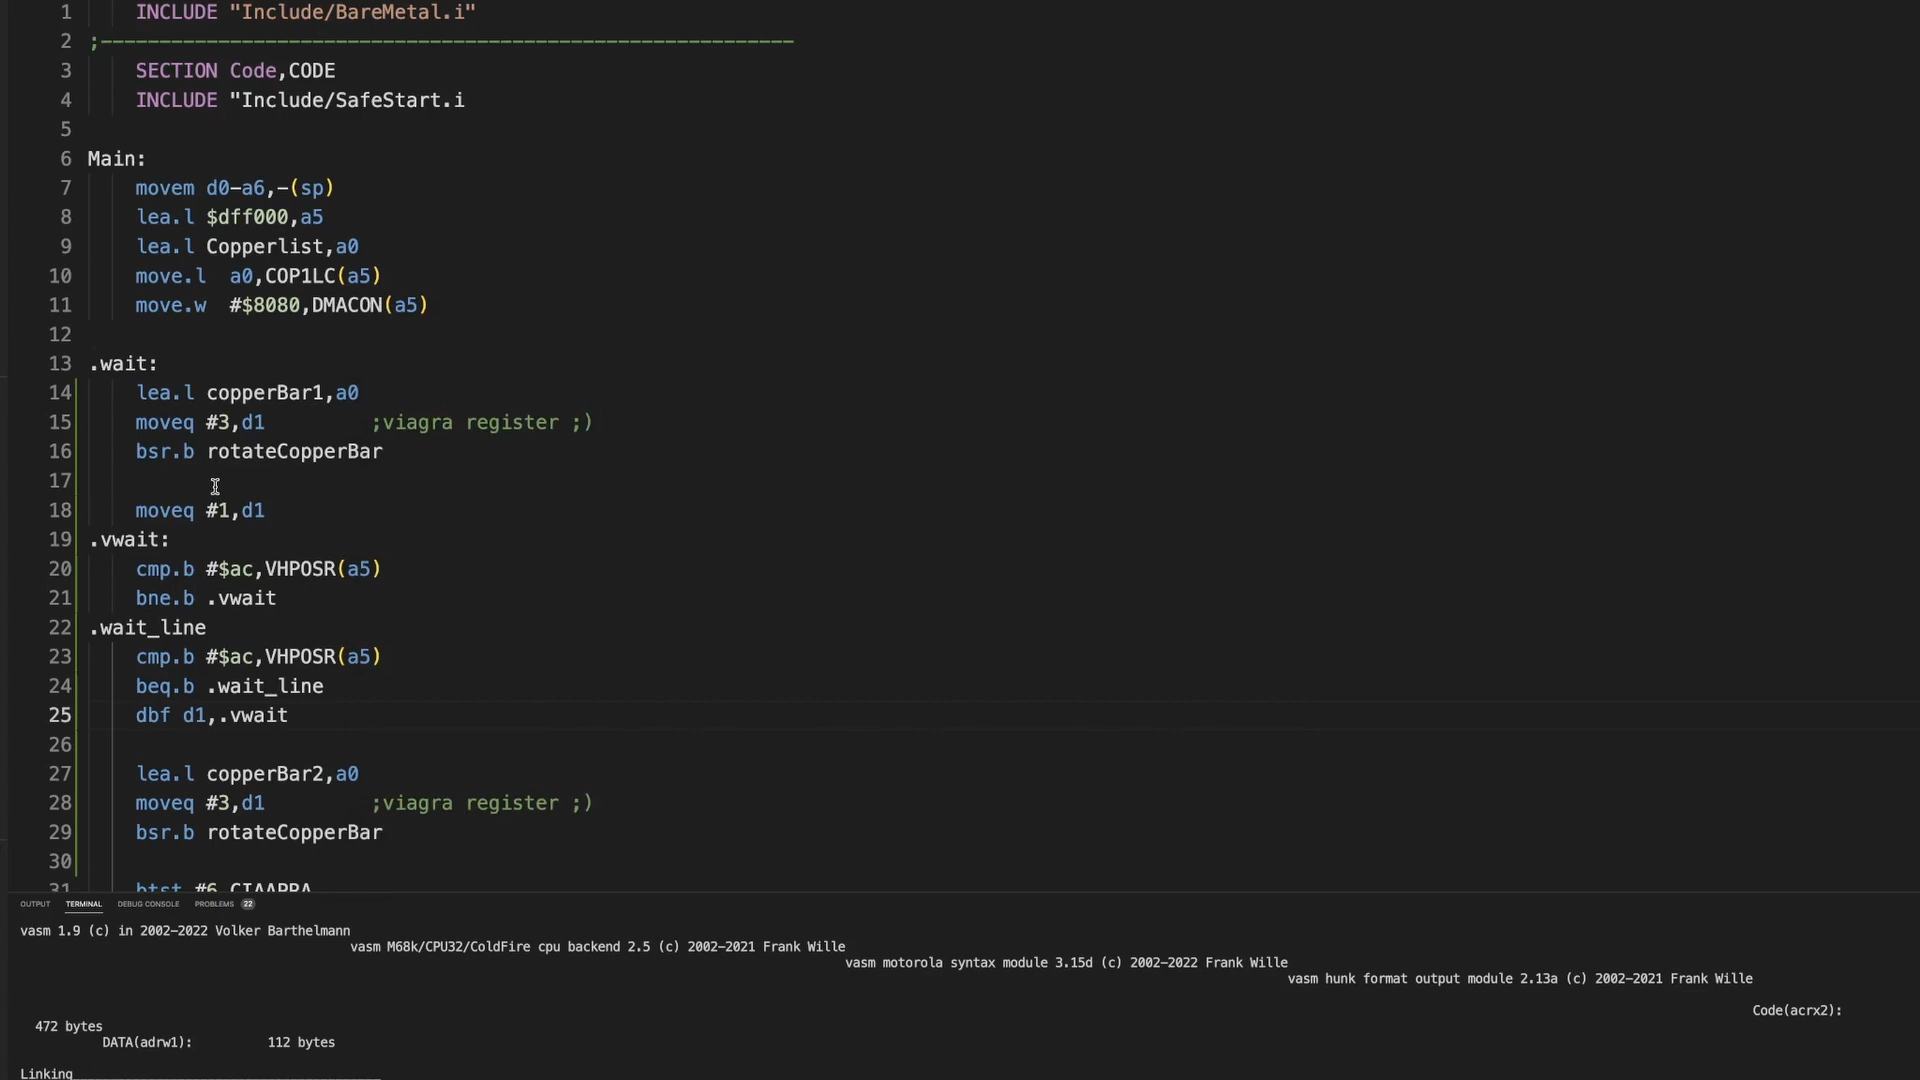 1 INCLUDE "Include/BareMetal.i"
2 ;-----------------------------------------------------------
3 SECTION Code,CODE
4 INCLUDE "Include/SafeStart.i
5
6 Main:
7 movem d0-a6,-(sp)
8 lea.l $dff000,a5
9 lea.l Copperlist,a0
10 move.l  a0,COP1LC(a5)
11 move.w  #$8080,DMACON(a5)
12
13 .wait:
14 lea.l copperBar1,a0
15 moveq #3,d1         ;viagra register ;)
16 bsr.b rotateCopperBar
17
18 moveq #1,d1
19 .vwait:
20 cmp.b #$ac,VHPOSR(a5)
21 bne.b .vwait
22 .wait_line
23 cmp.b #$ac,VHPOSR(a5)
24 beq.b .wait_line
25 dbf d1,.vwait
26
27 lea.l copperBar2,a0
28 moveq #3,d1         ;viagra register ;)
29 bsr.b rotateCopperBar
30
31 btst #6,CIAAPRA
OUTPUT TERMINAL DEBUG CONSOLE PROBLEMS 22
vasm 1.9 (c) in 2002-2022 Volker Barthelmann
vasm M68k/CPU32/ColdFire cpu backend 2.5 (c) 2002-2021 Frank Wille
vasm motorola syntax module 3.15d (c) 2002-2022 Frank Wille
vasm hunk format output module 2.13a (c) 2002-2021 Frank Wille
Code(acrx2):
472 bytes
DATA(adrw1):          112 bytes
Linking